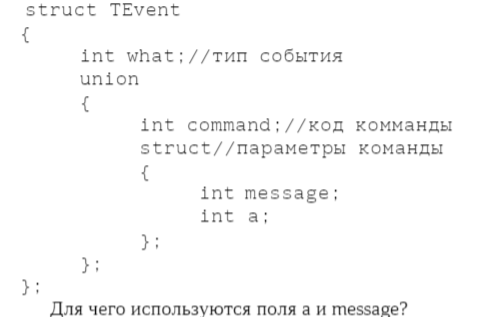 struct TEvent
{
int what;//тип события
union
{
int command;//код комманды
struct//параметры команды
{
int message;
int a;
};
};
};
Для чего используются поля a и message?